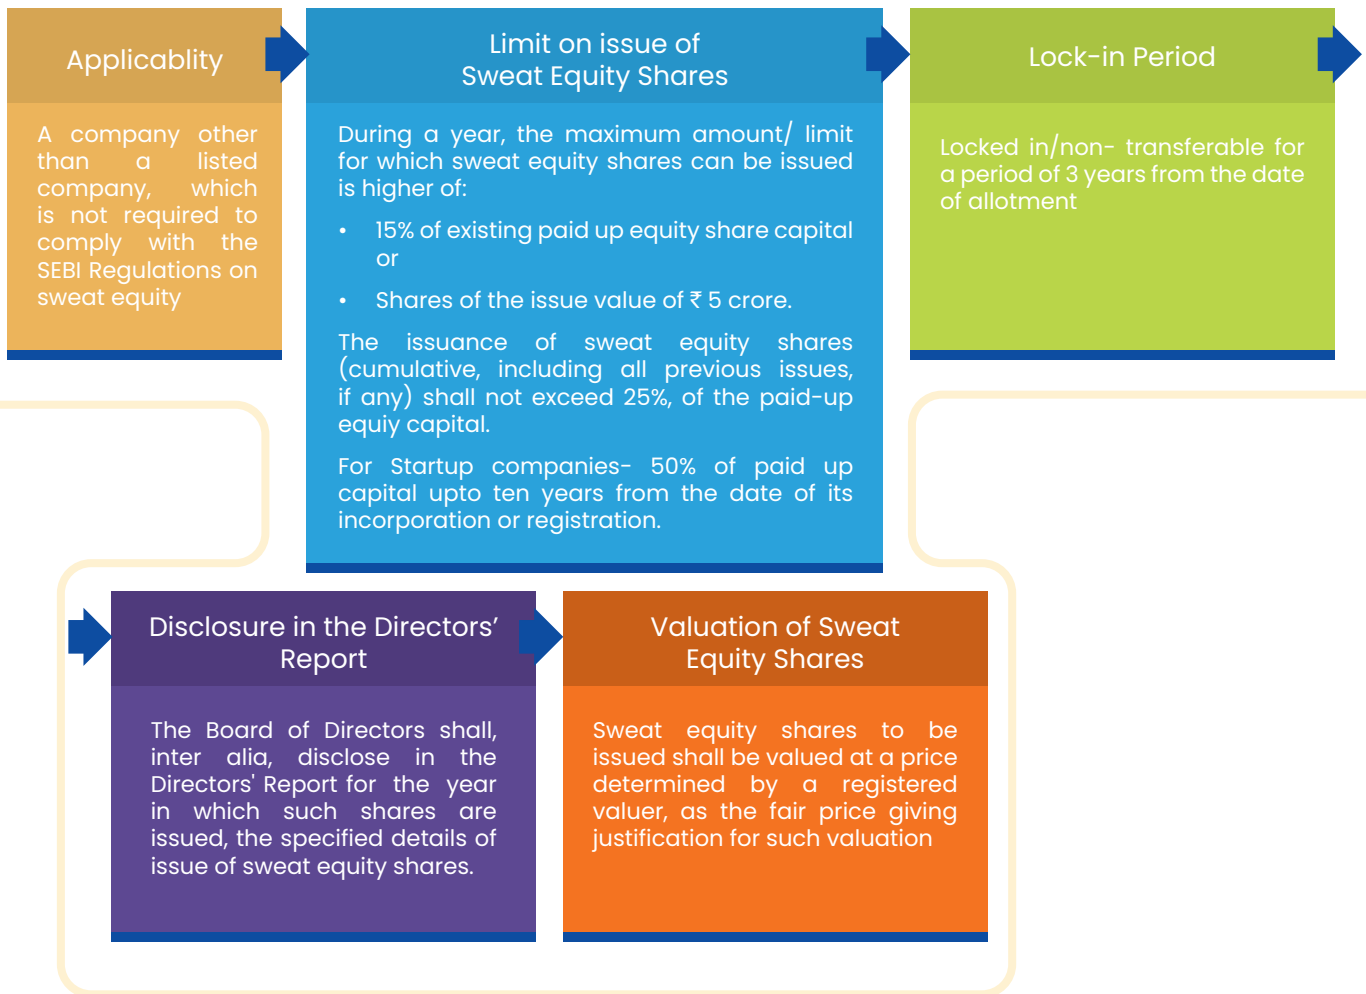 Applicablity
A company other
than a listed
company, which
is not required to
comply with the
SEBI Regulations on
sweat equity
Limit on issue of
Sweat Equity Shares
During a year, the maximum amount/ limit
for which sweat equity shares can be issued
is higher of:
• 15% of existing paid up equity share capital
or
• Shares of the issue value of ₹ 5 crore.
The issuance of sweat equity shares
(cumulative, including all previous issues,
if any) shall not exceed 25%, of the paid-up
equiy capital.
For Startup companies- 50% of paid up
capital upto ten years from the date of its
incorporation or registration.
Lock-in Period
Locked in/non- transferable for
a period of 3 years from the date
of allotment
Disclosure in the Directors’
Report
The Board of Directors shall,
inter alia, disclose in the
Directors' Report for the year
in which such shares are
issued, the specified details of
issue of sweat equity shares.
Valuation of Sweat
Equity Shares
Sweat equity shares to be
issued shall be valued at a price
determined by a registered
valuer, as the fair price giving
justification for such valuation